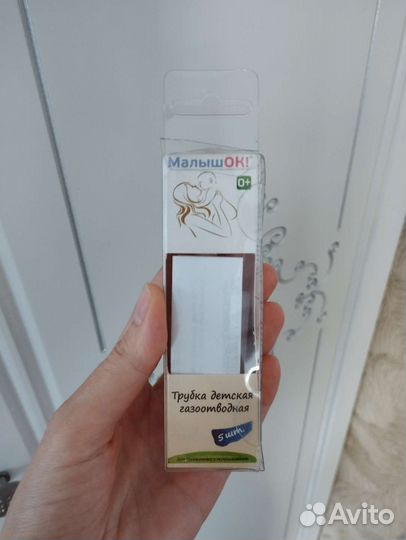 МалышОК!
0+
Трубка детская
газоотводная
5 шт.
Avito